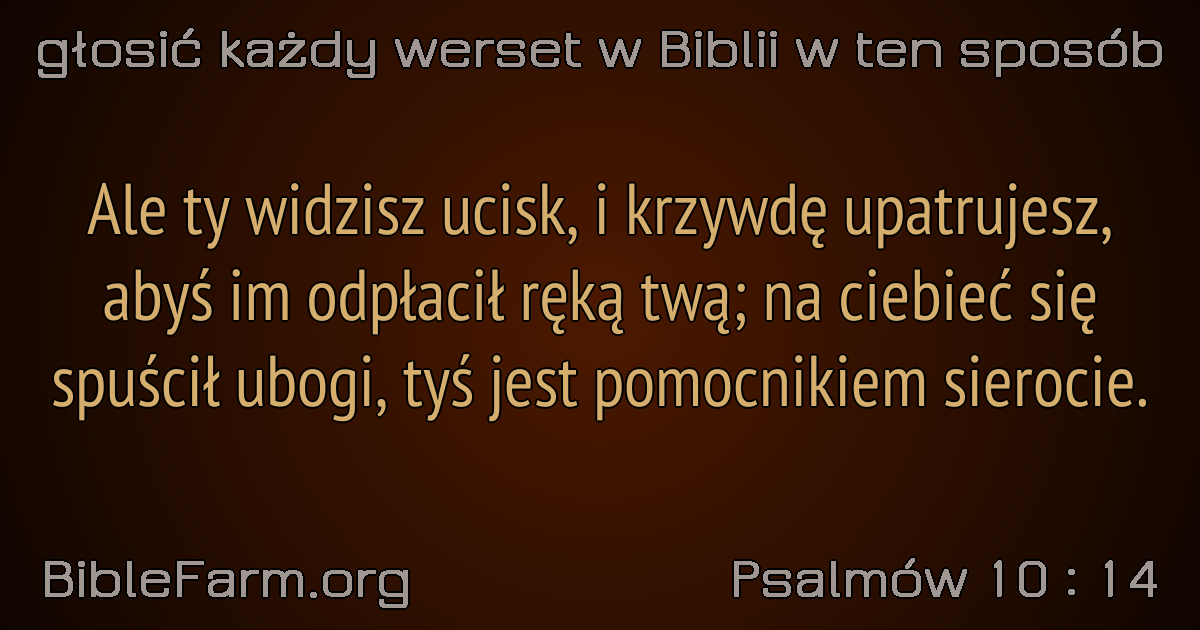 głosić każdy werset w Biblii w ten sposób
Ale ty widzisz ucisk, i krzywdę upatrujesz,
abyś im odpłacił ręką twą; na ciebieć się
spuścił ubogi, tyś jest pomocnikiem sierocie.
BibleFarm.org
Psalmów 10 : 14